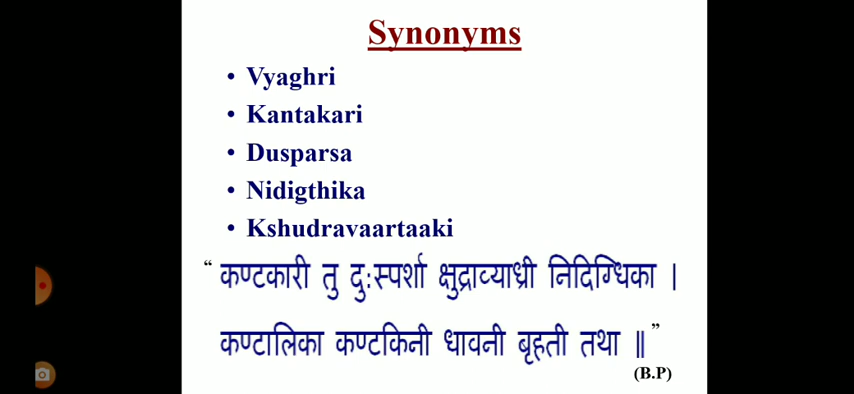 Synonyms
• Vyaghri
• Kantakari
• Dusparsa
• Nidigthika
• Kshudravaartaaki
“ कण्टकारी तु दुःस्पर्शा क्षुद्राव्याध्री निदिग्धिका ।
कण्टालिका कण्टकिनी धावनी बृहती तथा ॥ ”
(B.P)